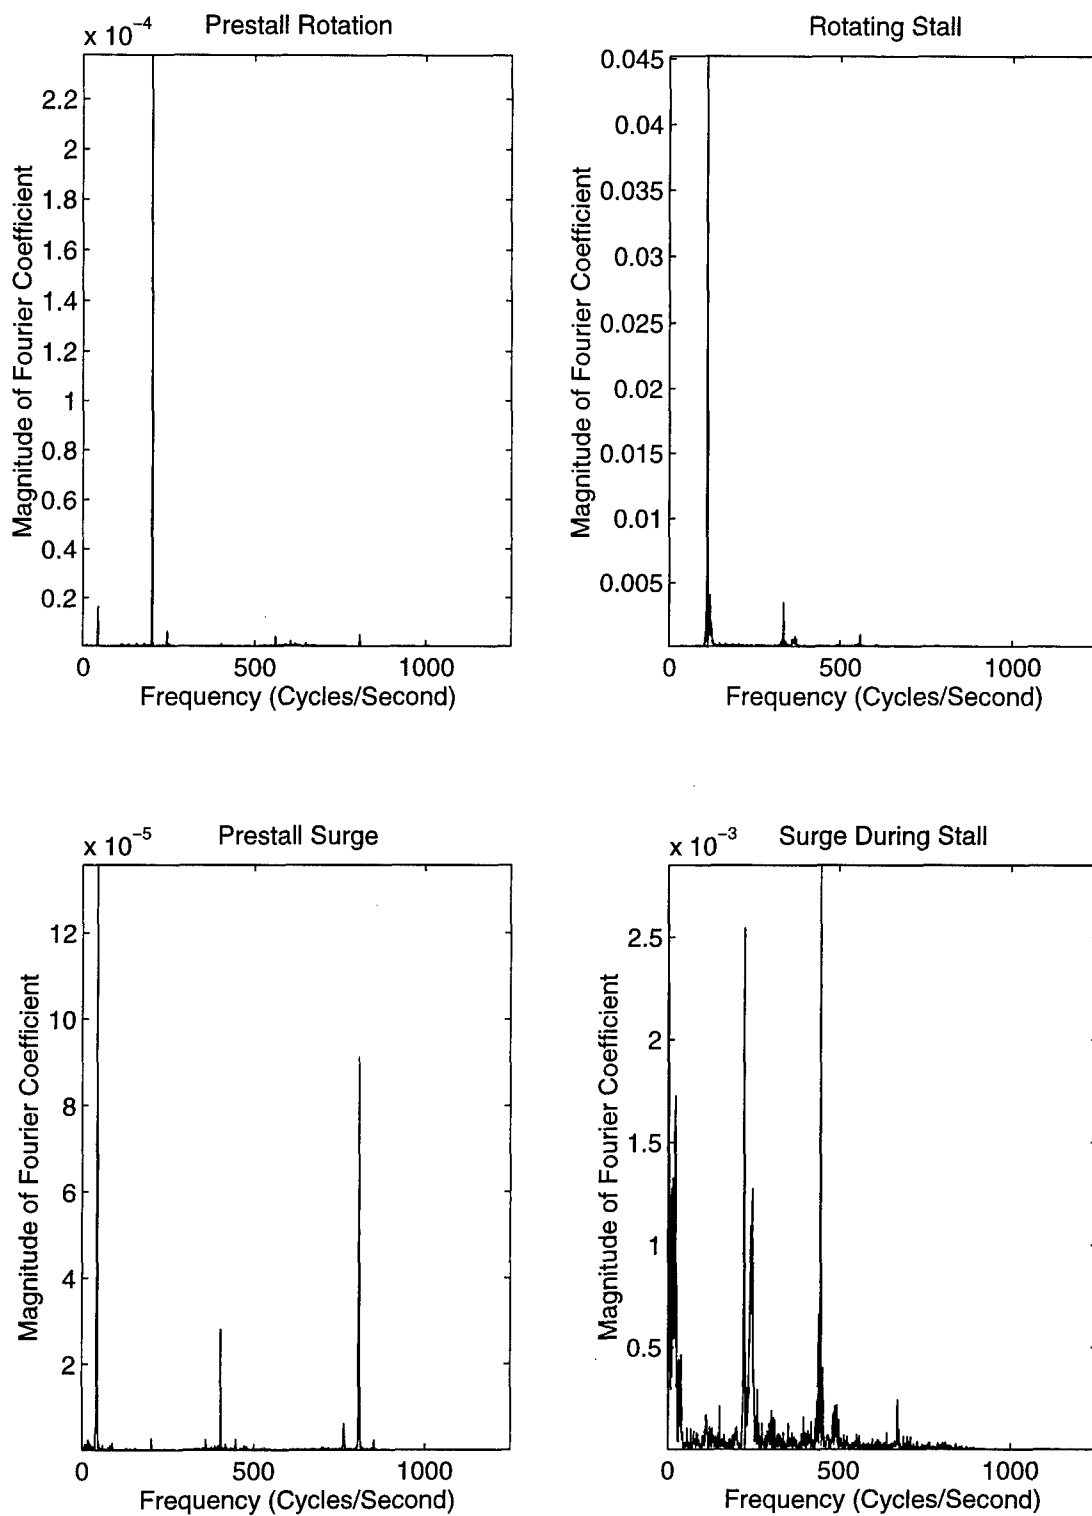 Prestall Rotation
x 10⁻⁴
Magnitude of Fourier Coefficient
2.2
2
1.8
1.6
1.4
1.2
1
0.8
0.6
0.4
0.2
0 500 1000
Frequency (Cycles/Second)
Rotating Stall
Magnitude of Fourier Coefficient
0.045
0.04
0.035
0.03
0.025
0.02
0.015
0.01
0.005
0 500 1000
Frequency (Cycles/Second)
Prestall Surge
x 10⁻⁵
Magnitude of Fourier Coefficient
12
10
8
6
4
2
0 500 1000
Frequency (Cycles/Second)
Surge During Stall
x 10⁻³
Magnitude of Fourier Coefficient
2.5
2
1.5
1
0.5
0 500 1000
Frequency (Cycles/Second)